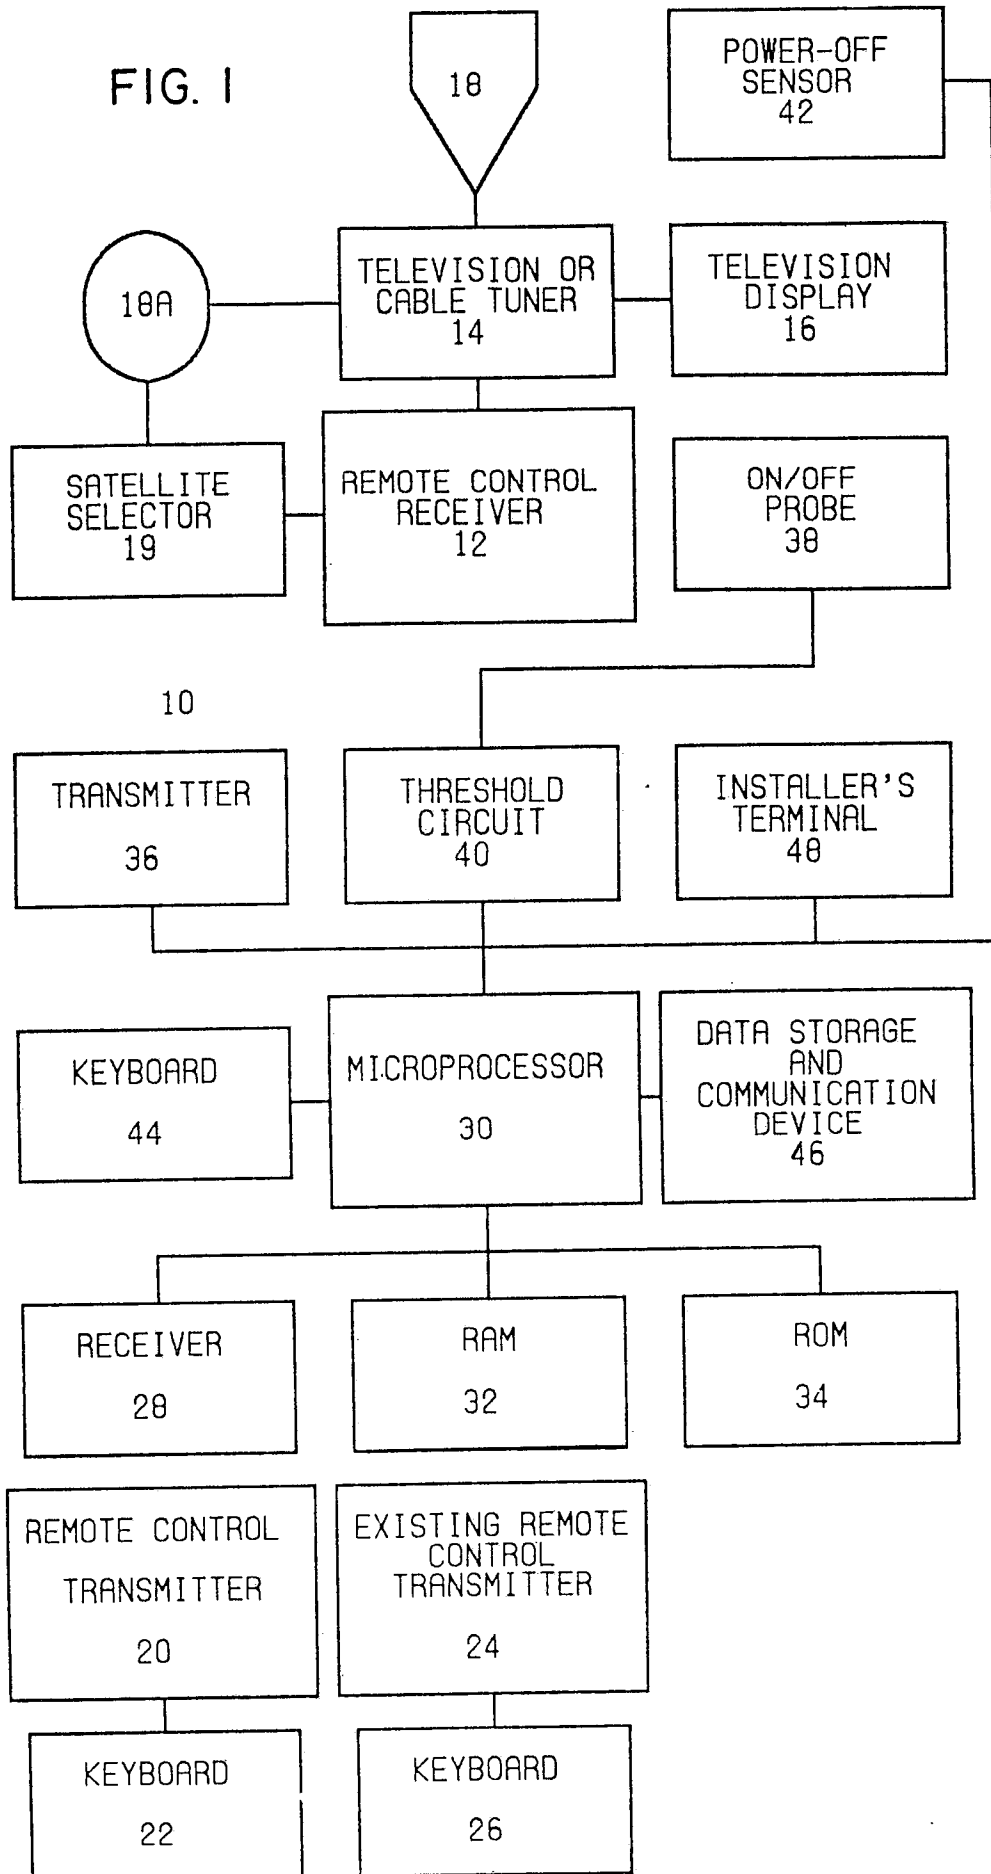 FIG. 1
18
POWER-OFF
SENSOR
42
18A
TELEVISION OR
CABLE TUNER
14
TELEVISION
DISPLAY
16
SATELLITE
SELECTOR
19
REMOTE CONTROL
RECEIVER
12
ON/OFF
PROBE
38
10
TRANSMITTER
36
THRESHOLD
CIRCUIT
40
INSTALLER'S
TERMINAL
48
KEYBOARD
44
MICROPROCESSOR
30
DATA STORAGE
AND
COMMUNICATION
DEVICE
46
RECEIVER
28
RAM
32
ROM
34
REMOTE CONTROL
TRANSMITTER
20
EXISTING REMOTE
CONTROL
TRANSMITTER
24
KEYBOARD
22
KEYBOARD
26